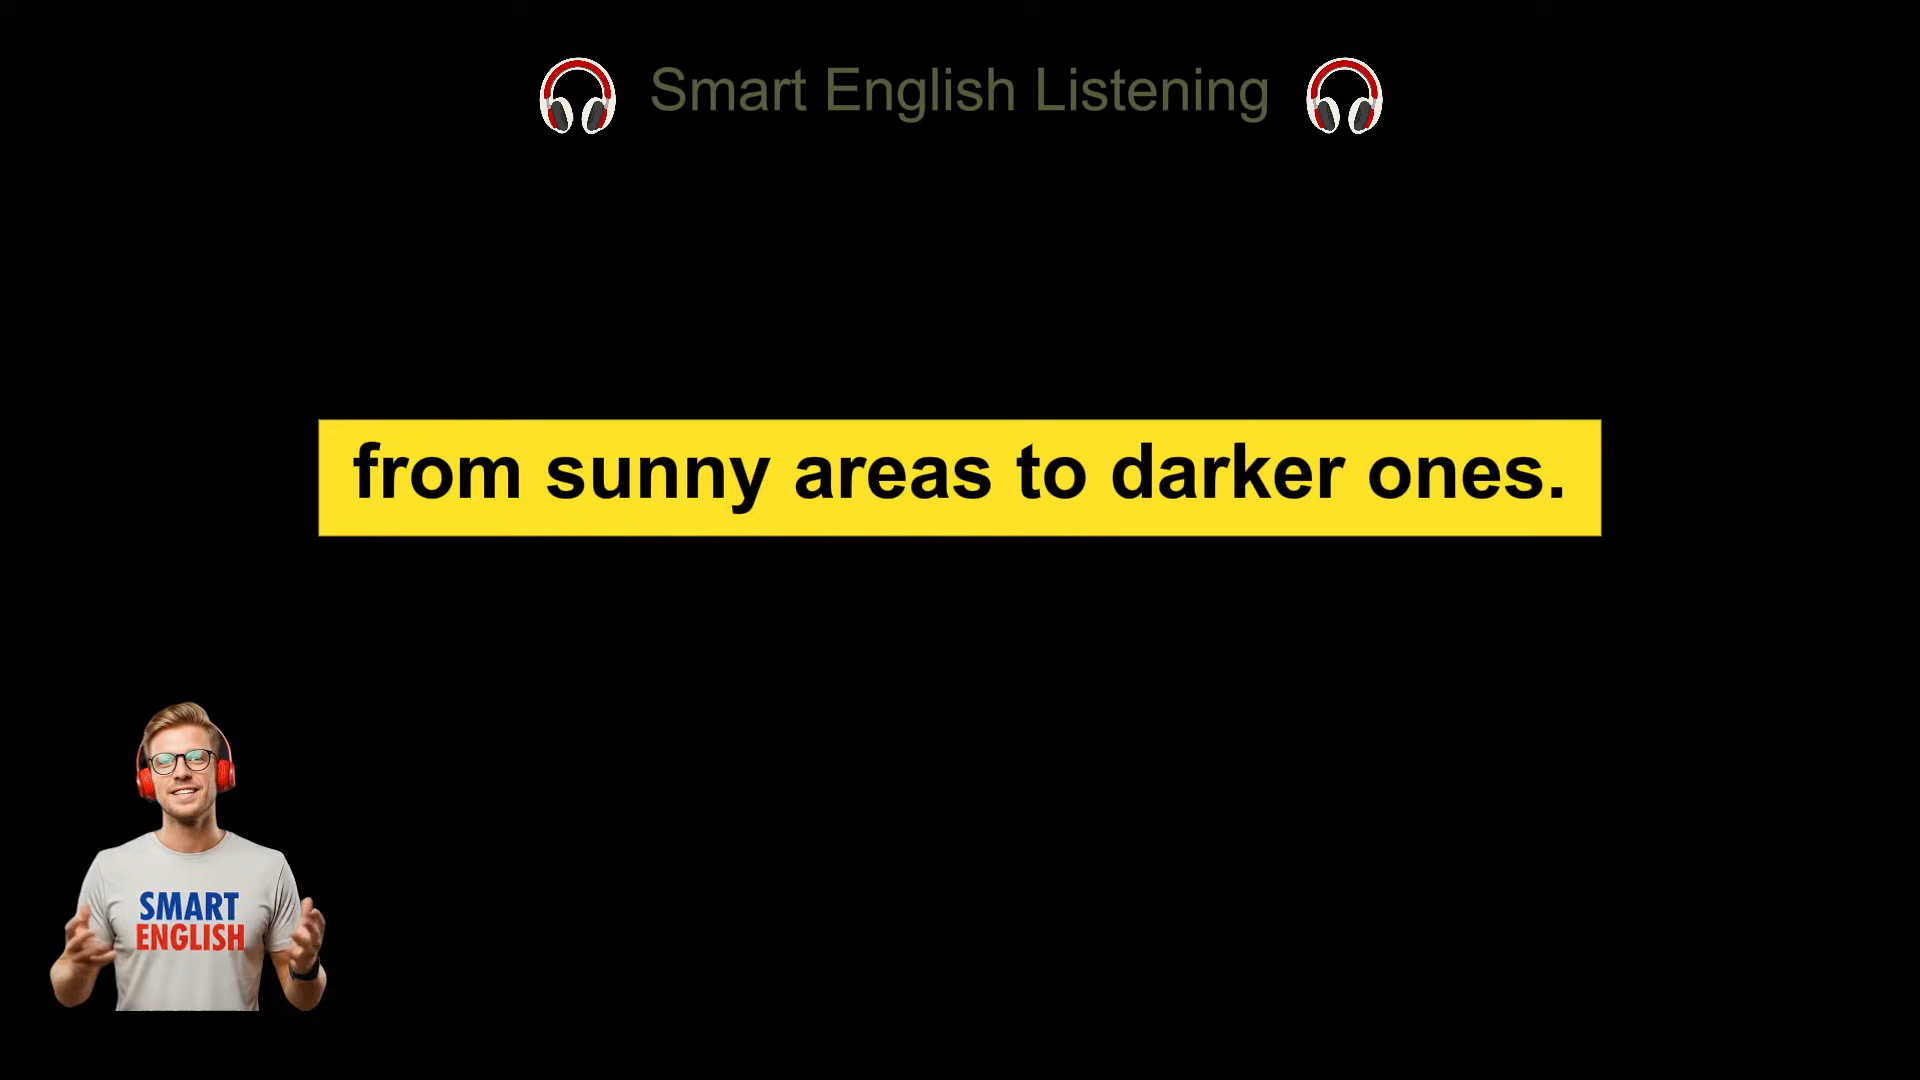 Smart English Listening
from sunny areas to darker ones.
SMART
ENGLISH